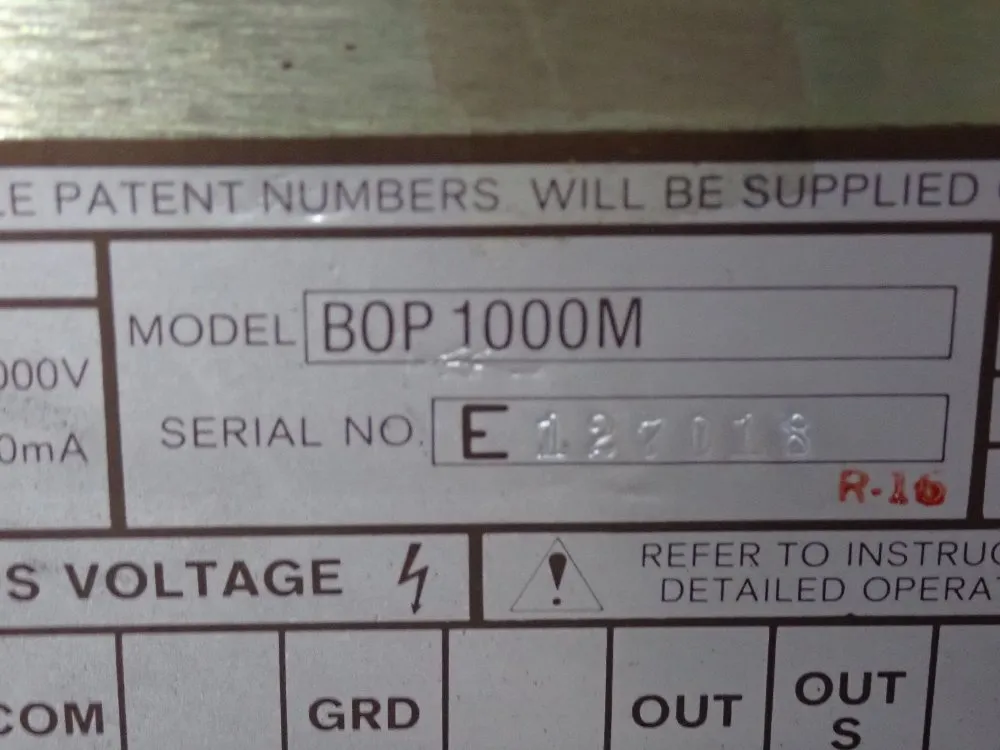 LE PATENT NUMBERS WILL BE SUPPLIED
MODEL BOP 1000M
000V
SERIAL NO. E 127018
0mA
R-16
S VOLTAGE
REFER TO INSTRUC
DETAILED OPERA
COM
GRD
OUT
OUT
S